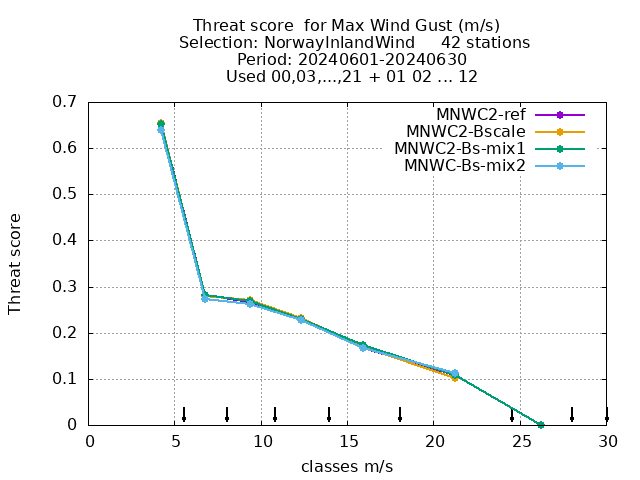 Threat score  for Max Wind Gust (m/s)
Selection: NorwayInlandWind     42 stations
Period: 20240601-20240630
Used 00,03,...,21 + 01 02 ... 12
MNWC2-ref
MNWC2-Bscale
MNWC2-Bs-mix1
MNWC-Bs-mix2
Threat score
0.7
0.6
0.5
0.4
0.3
0.2
0.1
0
0 5 10 15 20 25 30
classes m/s